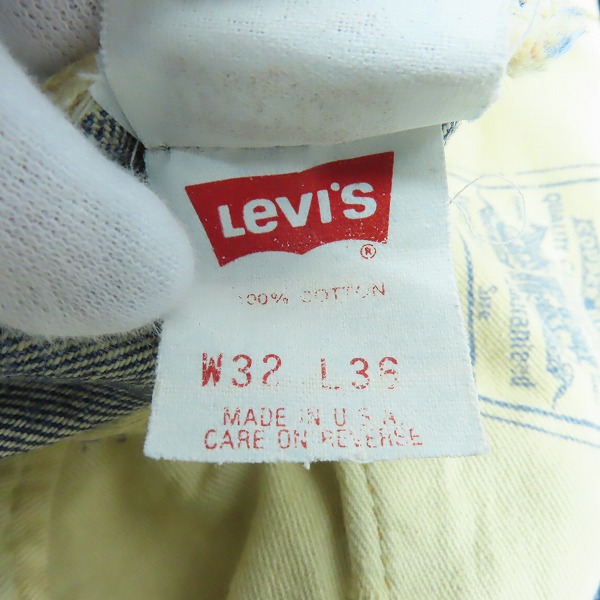 LEVI'S
®
100% COTTON
W32 L36
MADE IN U.S.A.
CARE ON REVERSE